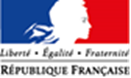 Liberté • Égalité • Fraternité
RÉPUBLIQUE FRANÇAISE